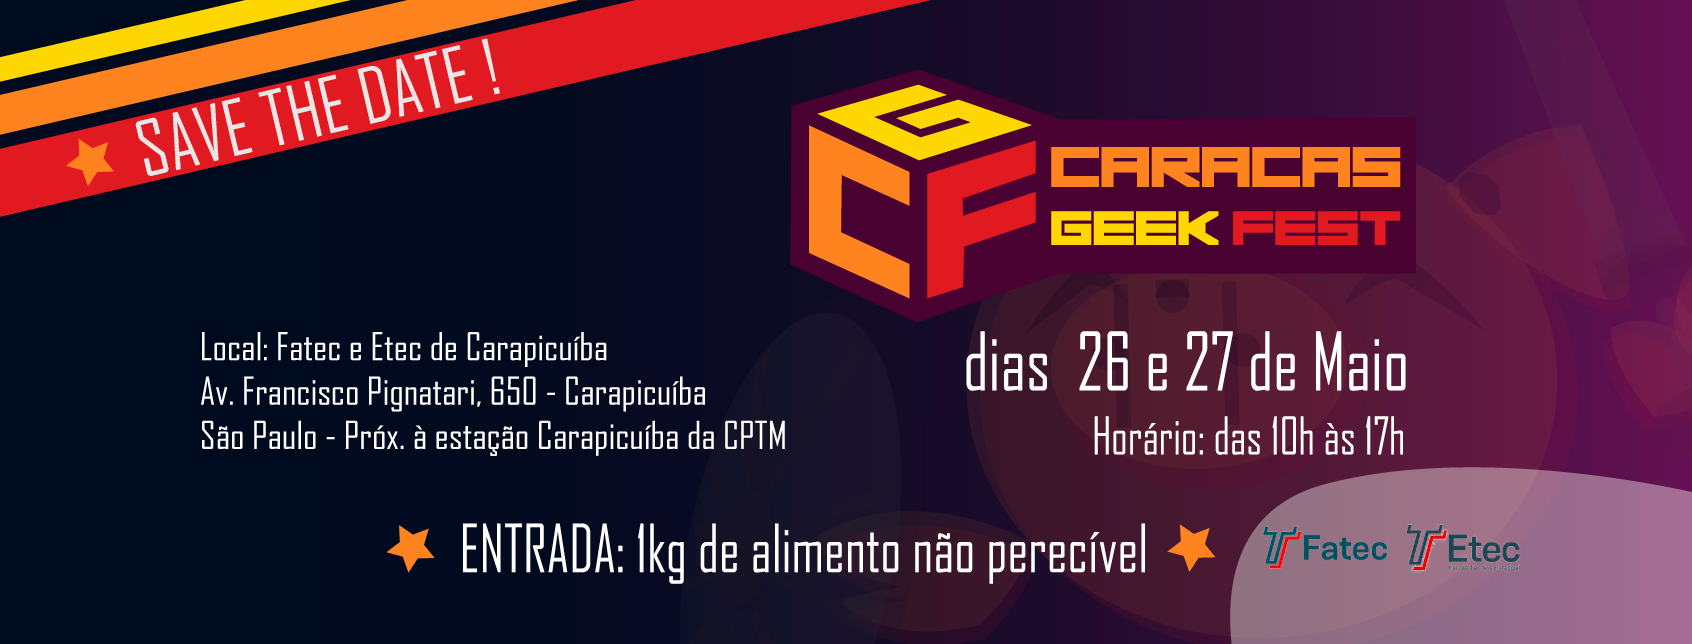 SAVE THE DATE !
G
C F
CARACAS
GEEK FEST
Local: Fatec e Etec de Carapicuíba
Av. Francisco Pignatari, 650 - Carapicuíba
São Paulo - Próx. à estação Carapicuíba da CPTM
dias 26 e 27 de Maio
Horário: das 10h às 17h
ENTRADA: 1kg de alimento não perecível
Fatec
Etec